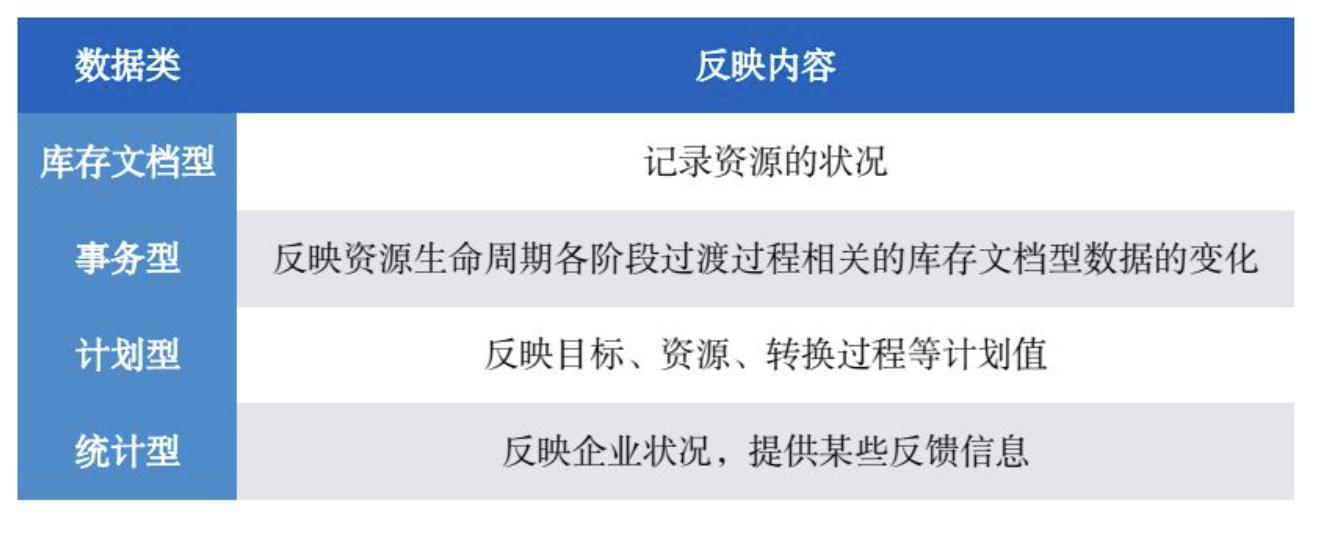 数据类 反映内容
库存文档型 记录资源的状况
事务型 反映资源生命周期各阶段过渡过程相关的库存文档型数据的变化
计划型 反映目标、资源、转换过程等计划值
统计型 反映企业状况，提供某些反馈信息